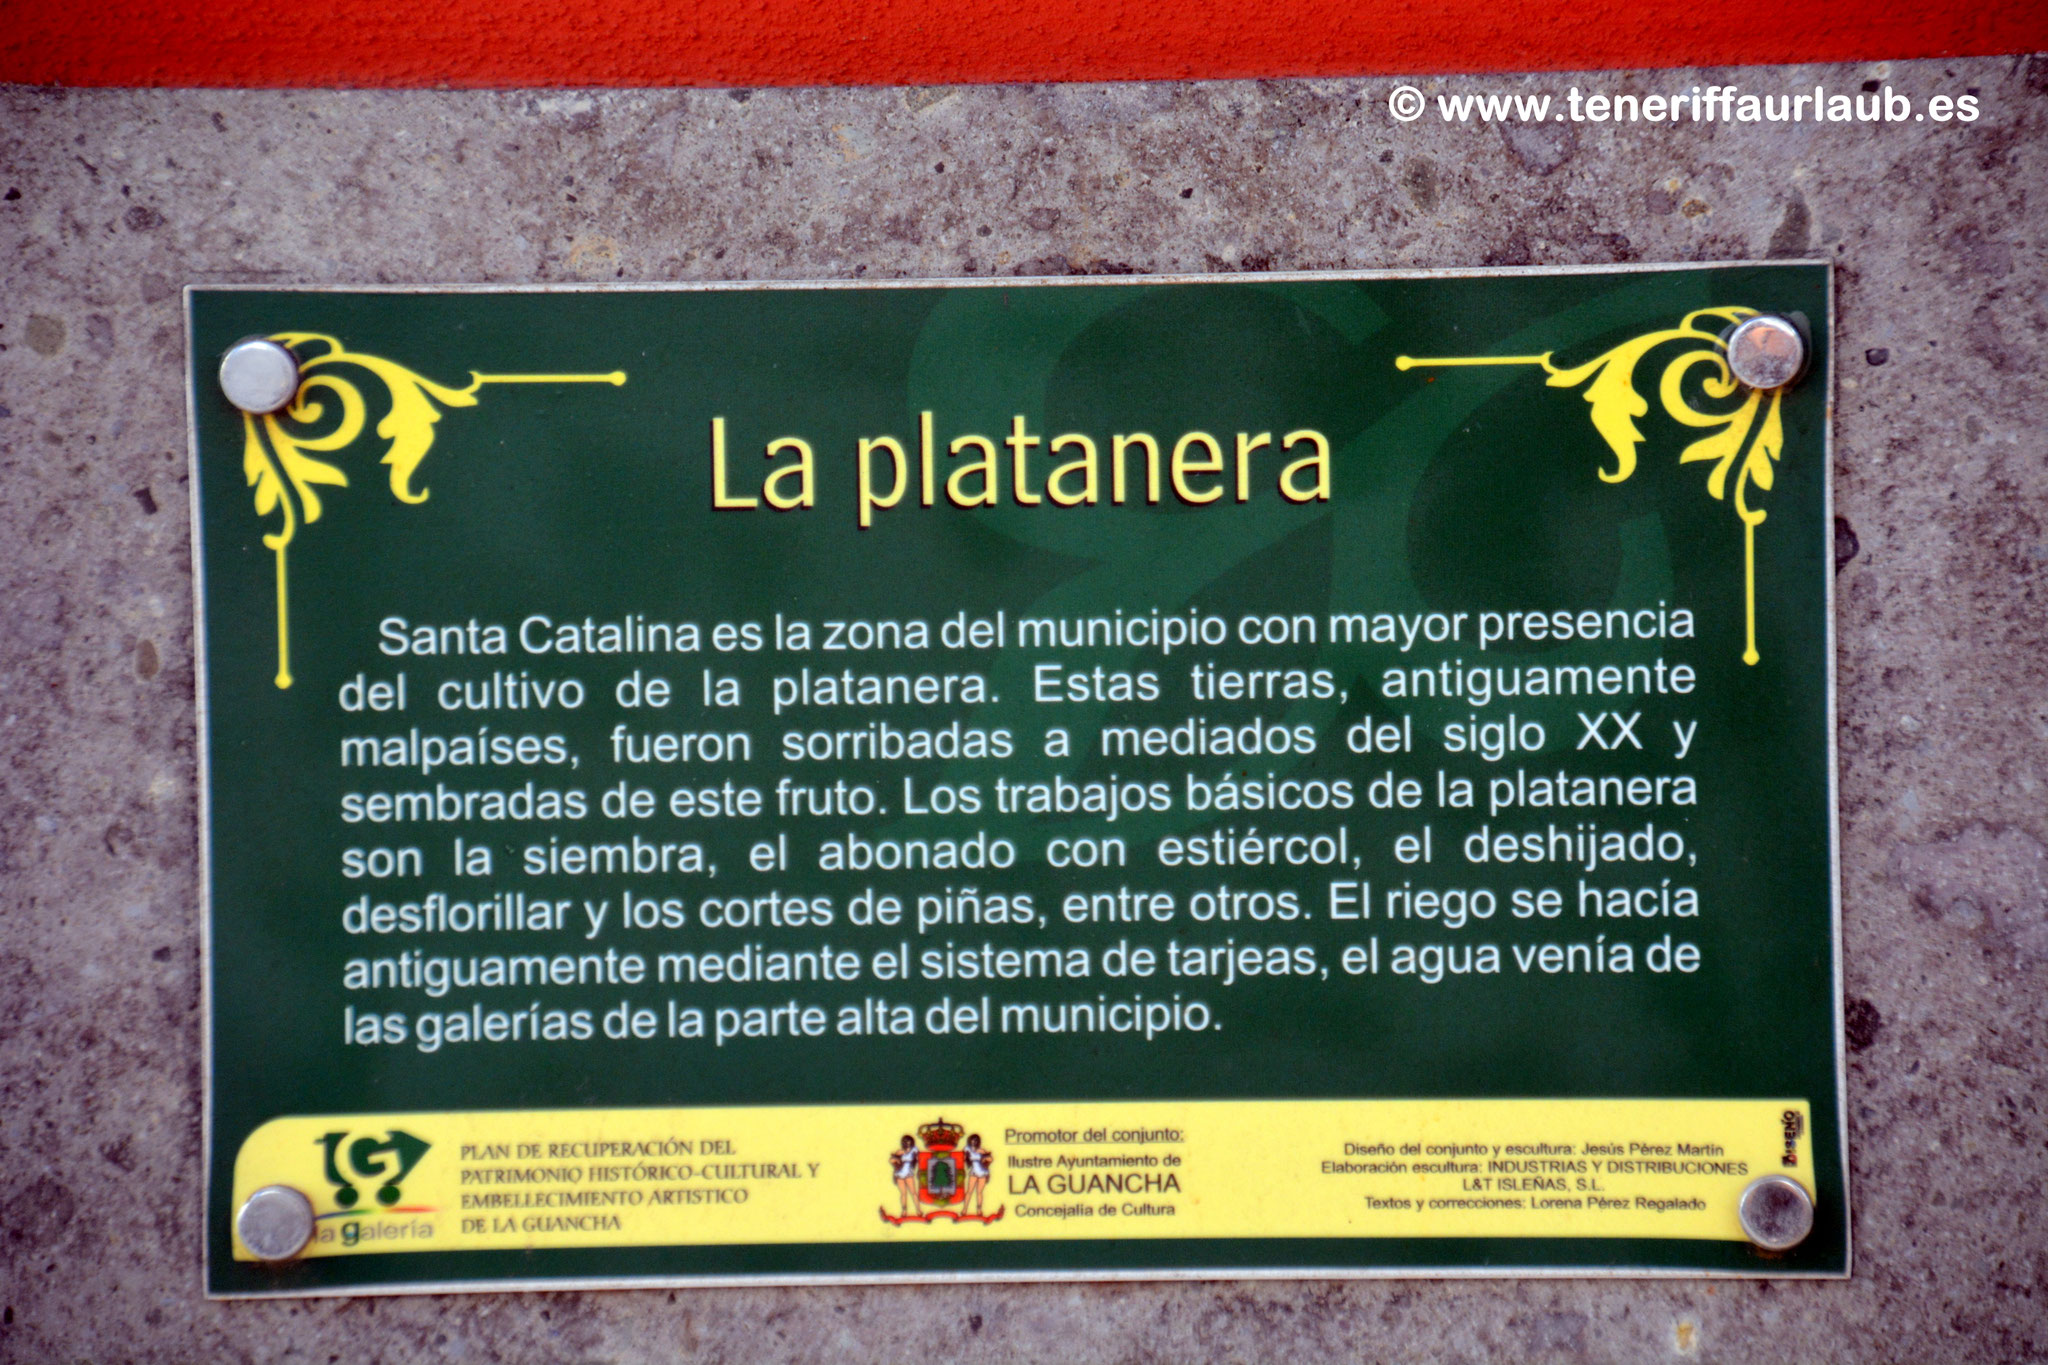 © www.teneriffaurlaub.es
La platanera
Santa Catalina es la zona del municipio con mayor presencia
del cultivo de la platanera. Estas tierras, antiguamente
malpaíses, fueron sorribadas a mediados del siglo XX y
sembradas de este fruto. Los trabajos básicos de la platanera
son la siembra, el abonado con estiércol, el deshijado,
desflorillar y los cortes de piñas, entre otros. El riego se hacía
antiguamente mediante el sistema de tarjeas, el agua venía de
las galerías de la parte alta del municipio.
la galería
PLAN DE RECUPERACIÓN DEL
PATRIMONIO HISTÓRICO-CULTURAL Y
EMBELLECIMIENTO ARTISTICO
DE LA GUANCHA
Promotor del conjunto:
Ilustre Ayuntamiento de
LA GUANCHA
Concejalía de Cultura
Diseño del conjunto y escultura: Jesús Pérez Martin
Elaboración escultura: INDUSTRIAS Y DISTRIBUCIONES
L&T ISLEÑAS, S.L.
Textos y correcciones: Lorena Pérez Regalado